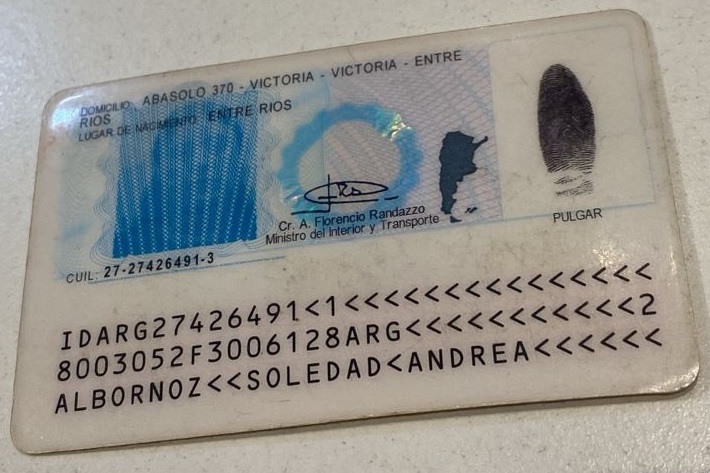 DOMICILIO: ABASOLO 370 - VICTORIA - VICTORIA - ENTRE
RIOS
LUGAR DE NACIMIENTO: ENTRE RIOS
Cr. A. Florencio Randazzo
Ministro del Interior y Transporte
PULGAR
CUIL: 27-27426491-3
IDARG27426491<1<<<<<<<<<<<<<<<
8003052F3006128ARG<<<<<<<<<<<2
ALBORNOZ<<SOLEDAD<ANDREA<<<<<<